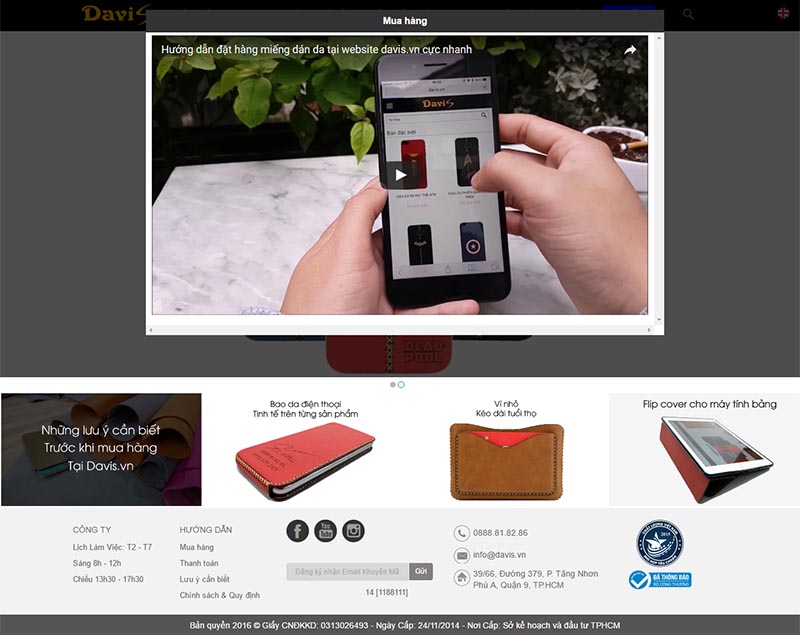 DaviS
Mua hàng
Hướng dẫn đặt hàng miếng dán da tại website davis.vn cực nhanh
davis.vn
DaviS
Bán đặc biệt
DEAD
POOL
Những lưu ý cần biết
Trước khi mua hàng
Tại Davis.vn
Bao da điện thoại
Tinh tế trên từng sản phẩm
Ví nhỏ
Kéo dài tuổi thọ
Flip cover cho máy tính bảng
CÔNG TY
Lịch Làm Việc: T2 - T7
Sáng 8h - 12h
Chiều 13h30 - 17h30
HƯỚNG DẪN
Mua hàng
Thanh toán
Lưu ý cần biết
Chính sách & Quy định
You
Tube
Đăng ký nhận Email Khuyến Mã
Gửi
14 [1188111]
0888.81.82.86
info@davis.vn
39/66, Đường 379, P. Tăng Nhơn
Phú A, Quận 9, TP.HCM
2015
ĐÃ THÔNG BÁO
BỘ CÔNG THƯƠNG
Bản quyền 2016 © Giấy CNĐKKD: 0313026493 - Ngày Cấp: 24/11/2014 - Nơi Cấp: Sở kế hoạch và đầu tư TPHCM